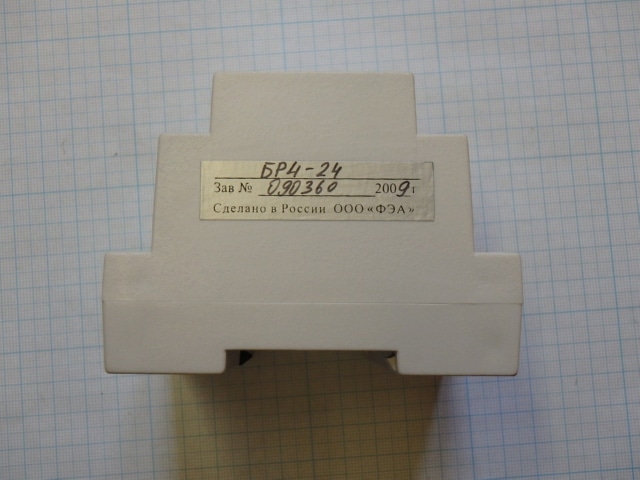 БР4-24
Зав № 090360 2009 г
Сделано в России ООО «ФЭА»